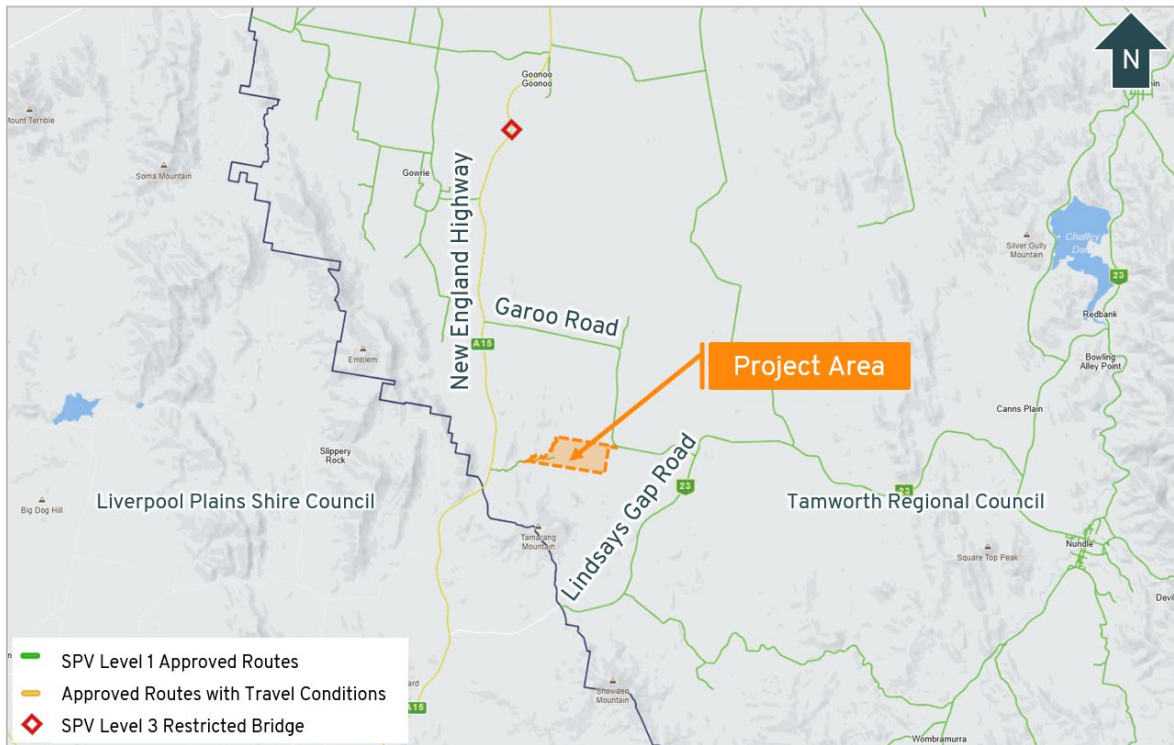 N
Goonoo
Goonoo
Mount Terrible
Soma Mountain
Gowrie
New England Highway
Silver Gully
Mountain
Chaffey
Dam
23
Redbank
Garoo Road
A15
Emblem
Project Area
Bowling
Alley Point
Canns Plain
Slippery
Rock
Lindsays Gap Road
23
23
Big Dog Hill
Liverpool Plains Shire Council
Tamworth Regional Council
Tamarang
Mountain
Nundle
Square Top Peak
SPV Level 1 Approved Routes
Approved Routes with Travel Conditions
SPV Level 3 Restricted Bridge
A15
Snowden
Mountain
Wombramurra